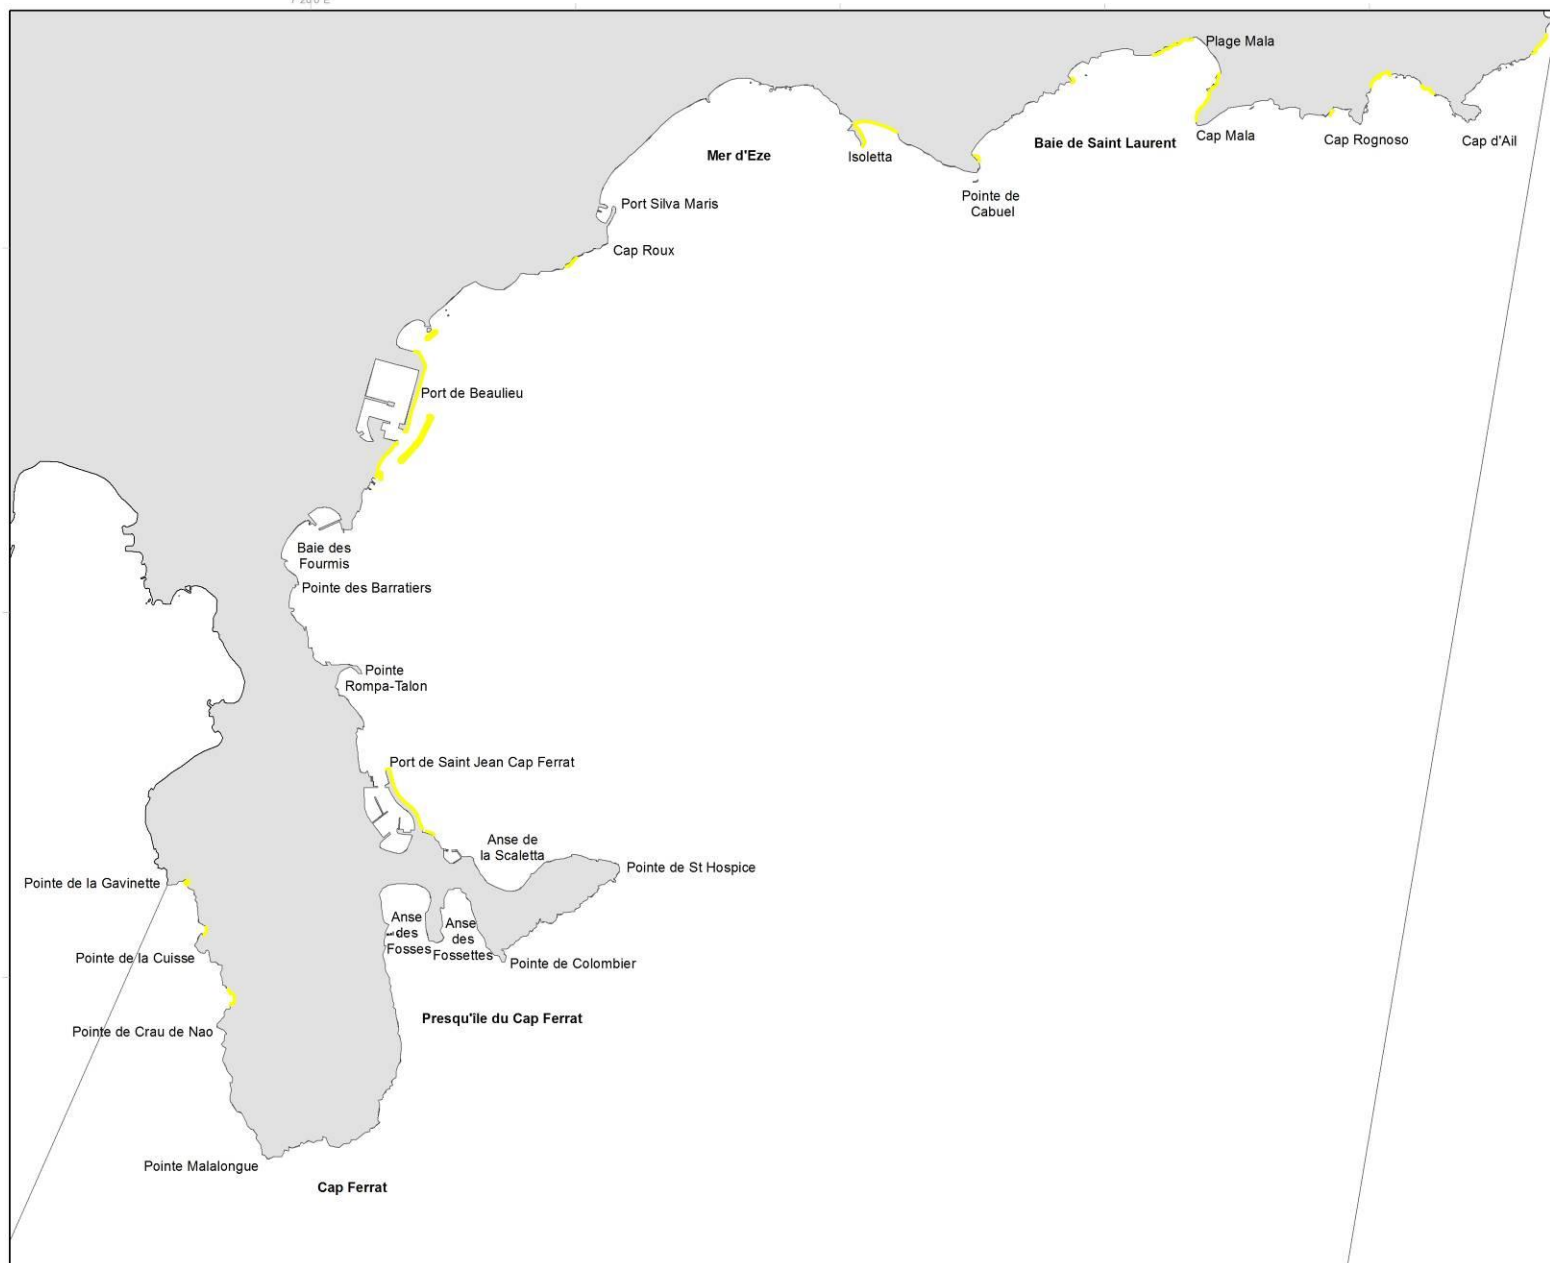 Plage Mala
Cap Mala
Cap Rognoso
Cap d'Ail
Baie de Saint Laurent
Mer d'Eze
Isoletta
Pointe de
Cabuel
Port Silva Maris
Cap Roux
Port de Beaulieu
Baie des
Fourmis
Pointe des Barratiers
Pointe
Rompa-Talon
Port de Saint Jean Cap Ferrat
Anse de
la Scaletta
Pointe de St Hospice
Pointe de la Gavinette
Anse
des
Fosses
Anse
des
Fossettes
Pointe de la Cuisse
Pointe de Colombier
Presqu'île du Cap Ferrat
Pointe de Crau de Nao
Pointe Malalongue
Cap Ferrat